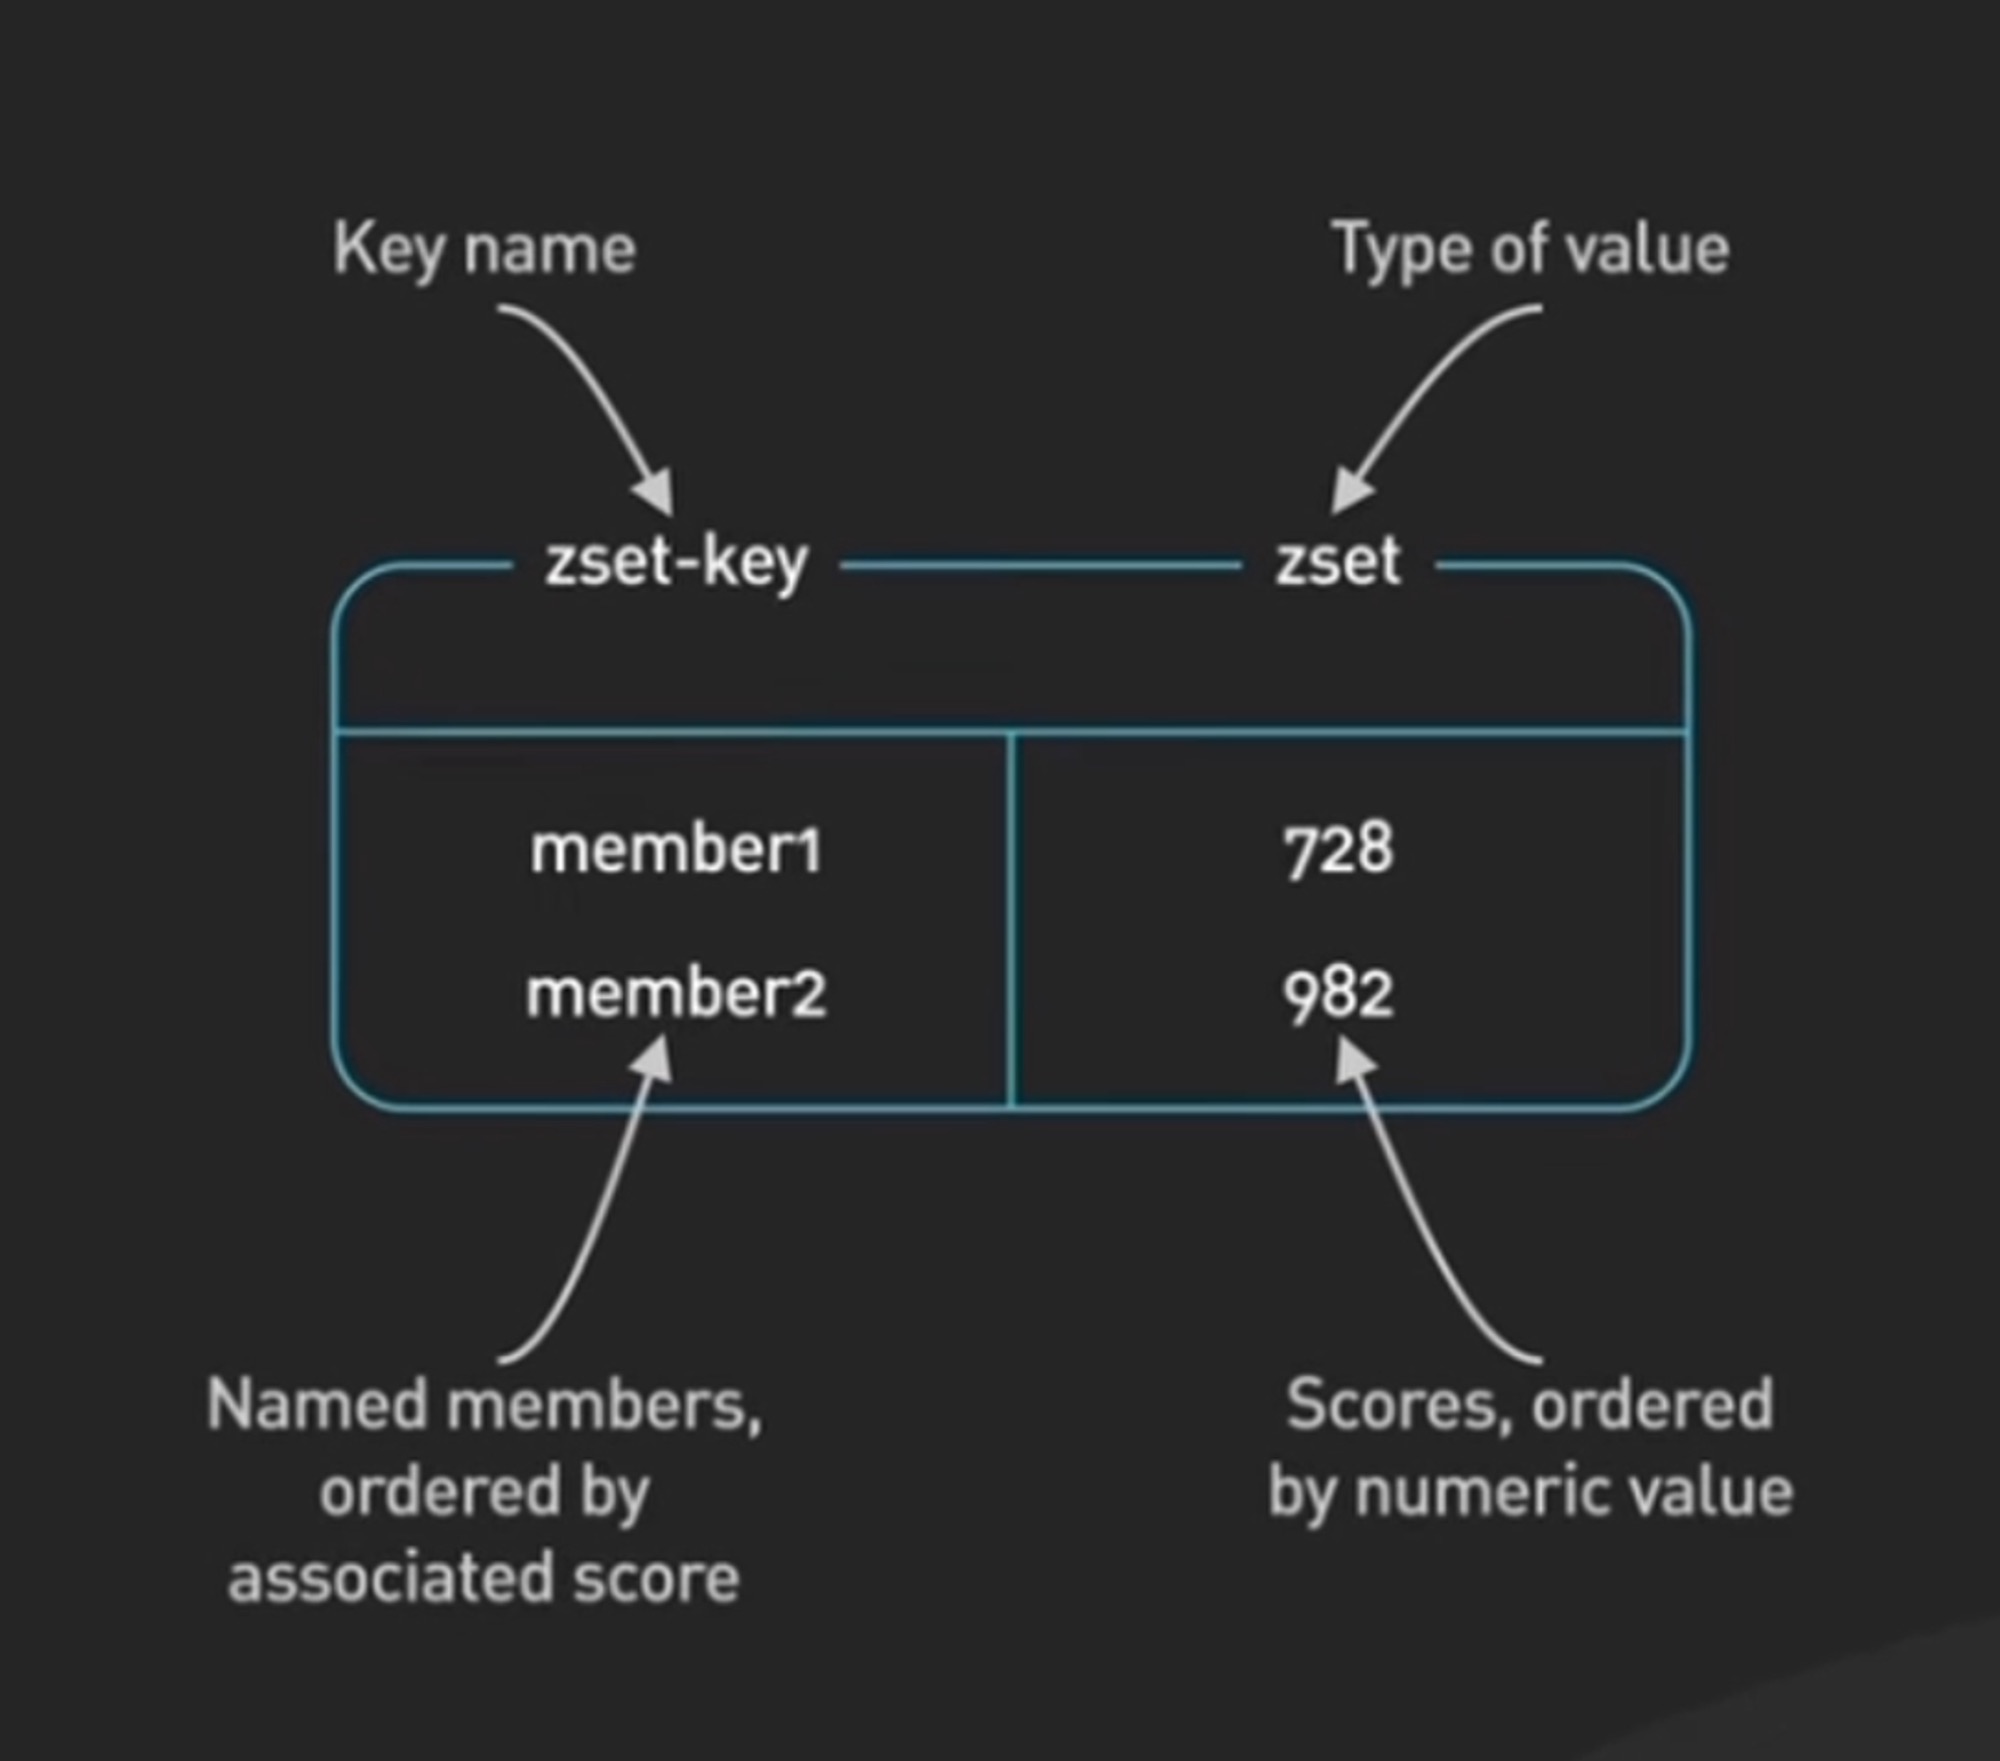 Key name
Type of value
zset-key
zset
member1
728
member2
982
Named members,
ordered by
associated score
Scores, ordered
by numeric value